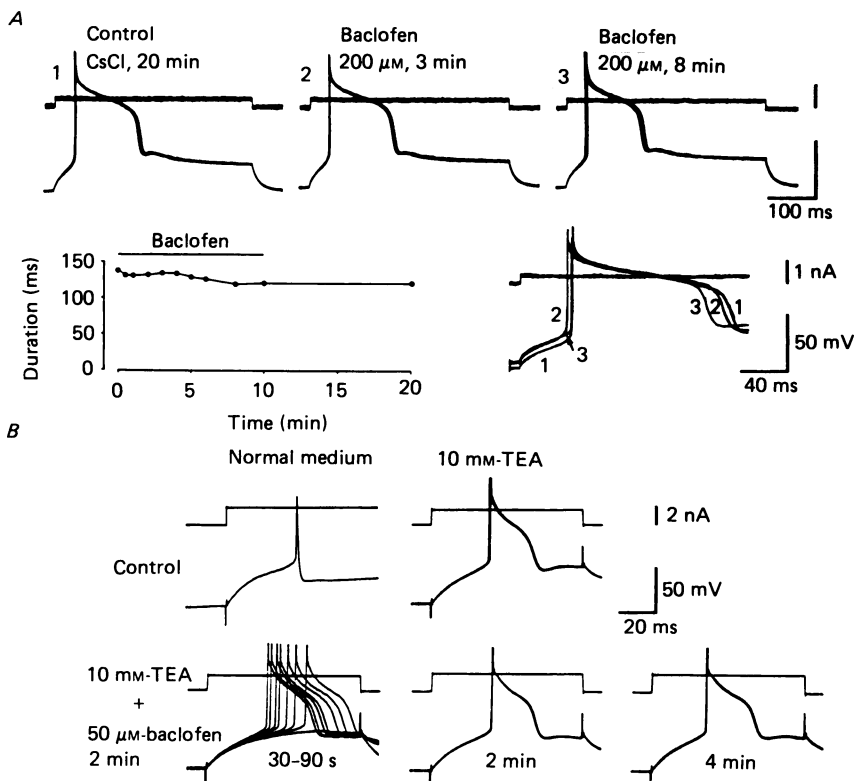 A
Control
CsCl, 20 min
1
Baclofen
200 μM, 3 min
2
Baclofen
200 μM, 8 min
3
100 ms
Baclofen
Duration (ms)
150
100
50
0
0 5 10 15 20
Time (min)
2
1
3
3 2 1
1 nA
50 mV
40 ms
B
Normal medium
10 mM-TEA
2 nA
Control
50 mV
20 ms
10 mM-TEA
+
50 μM-baclofen
2 min
30–90 s
2 min
4 min